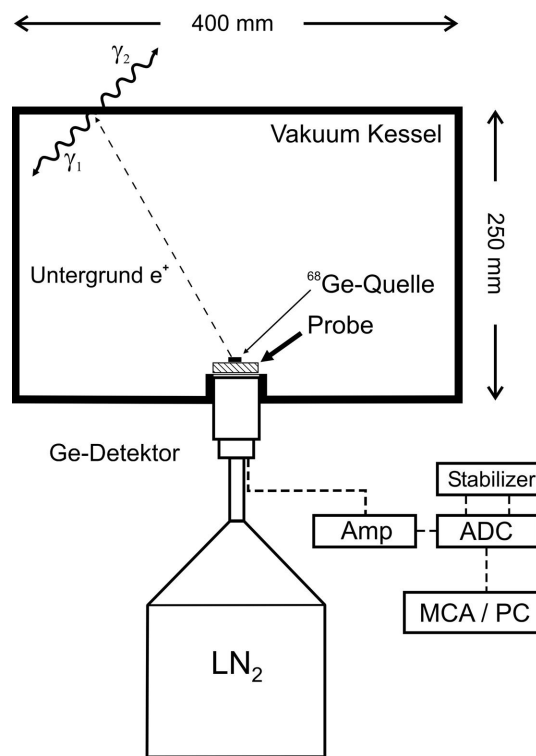 400 mm
γ₂
Vakuum Kessel
γ₁
250 mm
Untergrund e⁺
⁶⁸Ge-Quelle
Probe
Ge-Detektor
Stabilizer
Amp
ADC
MCA / PC
LN₂